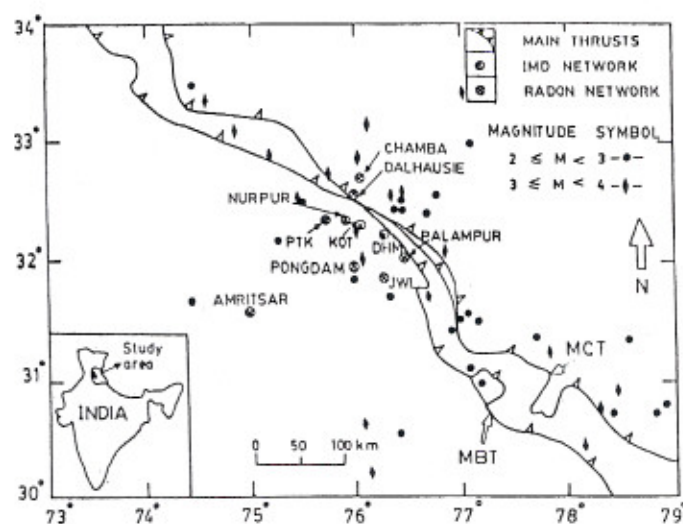 34°
33°
32°
31°
30°
73°
74°
75°
76°
77°
78°
79°
MAIN THRUSTS
IMD NETWORK
RADON NETWORK
MAGNITUDE SYMBOL
2 ≤ M < 3 -●-
3 ≤ M < 4 -
CHAMBA
DALHAUSIE
NURPUR
PTK
KOT
DHM
PALAMPUR
PONGDAM
JWI
AMRITSAR
N
MCT
MBT
0 50 100 km
Study
area
INDIA